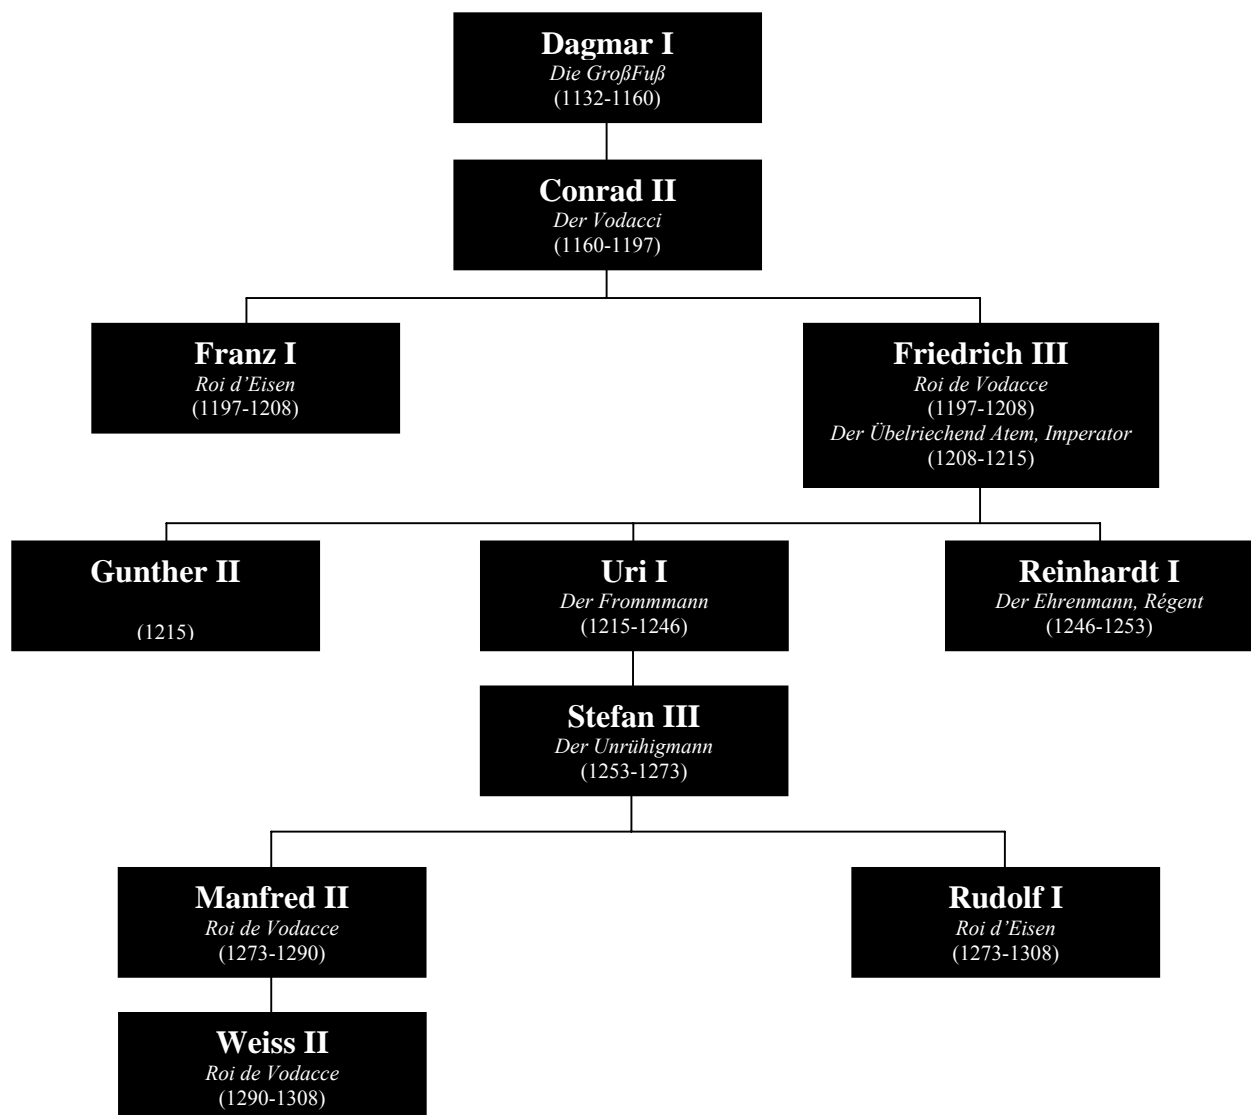 Dagmar I
Die GroßFuß
(1132-1160)
Conrad II
Der Vodacci
(1160-1197)
Franz I
Roi d’Eisen
(1197-1208)
Friedrich III
Roi de Vodacce
(1197-1208)
Der Übelriechend Atem, Imperator
(1208-1215)
Gunther II
(1215)
Uri I
Der Frommmann
(1215-1246)
Reinhardt I
Der Ehrenmann, Régent
(1246-1253)
Stefan III
Der Unrühigmann
(1253-1273)
Manfred II
Roi de Vodacce
(1273-1290)
Rudolf I
Roi d’Eisen
(1273-1308)
Weiss II
Roi de Vodacce
(1290-1308)